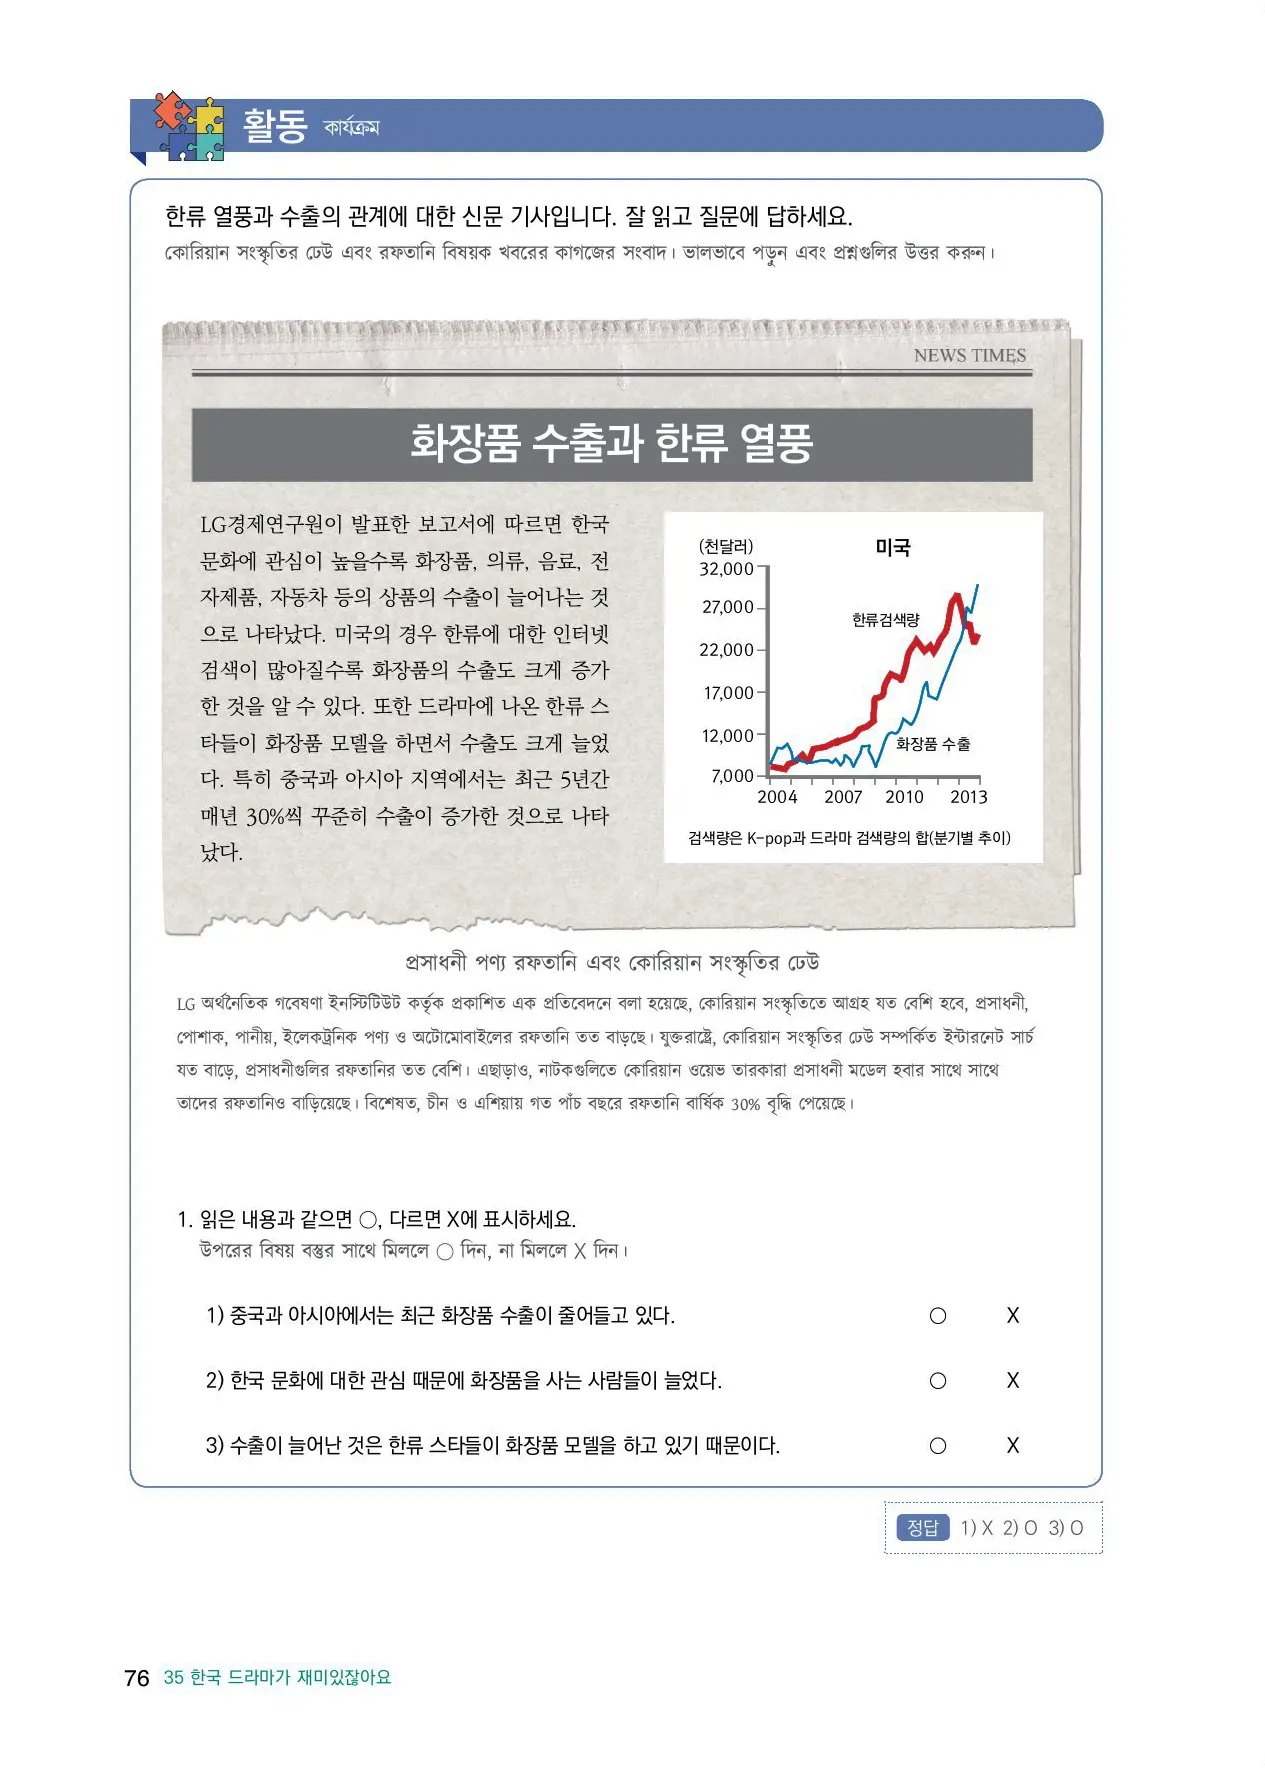 활동 কার্যক্রম
한류 열풍과 수출의 관계에 대한 신문 기사입니다. 잘 읽고 질문에 답하세요.
কোরিয়ান সংস্কৃতির ঢেউ এবং রফতানি বিষয়ক খবরের কাগজের সংবাদ। ভালভাবে পড়ুন এবং প্রশ্নগুলির উত্তর করুন।
NEWS TIMES
화장품 수출과 한류 열풍
LG경제연구원이 발표한 보고서에 따르면 한국
문화에 관심이 높을수록 화장품, 의류, 음료, 전
자제품, 자동차 등의 상품의 수출이 늘어나는 것
으로 나타났다. 미국의 경우 한류에 대한 인터넷
검색이 많아질수록 화장품의 수출도 크게 증가
한 것을 알 수 있다. 또한 드라마에 나온 한류 스
타들이 화장품 모델을 하면서 수출도 크게 늘었
다. 특히 중국과 아시아 지역에서는 최근 5년간
매년 30%씩 꾸준히 수출이 증가한 것으로 나타
났다.
(천달러) 미국
32,000
27,000
22,000
17,000
12,000
7,000
한류검색량
화장품 수출
2004 2007 2010 2013
검색량은 K-pop과 드라마 검색량의 합(분기별 추이)
প্রসাধনী পণ্য রফতানি এবং কোরিয়ান সংস্কৃতির ঢেউ
LG অর্থনৈতিক গবেষণা ইনস্টিটিউট কর্তৃক প্রকাশিত এক প্রতিবেদনে বলা হয়েছে, কোরিয়ান সংস্কৃতিতে আগ্রহ যত বেশি হবে, প্রসাধনী,
পোশাক, পানীয়, ইলেকট্রনিক পণ্য ও অটোমোবাইলের রফতানি তত বাড়ছে। যুক্তরাষ্ট্রে, কোরিয়ান সংস্কৃতির ঢেউ সম্পর্কিত ইন্টারনেট সার্চ
যত বাড়ে, প্রসাধনীগুলির রফতানির তত বেশি। এছাড়াও, নাটকগুলিতে কোরিয়ান ওয়েভ তারকারা প্রসাধনী মডেল হবার সাথে সাথে
তাদের রফতানিও বাড়িয়েছে। বিশেষত, চীন ও এশিয়ায় গত পাঁচ বছরে রফতানি বার্ষিক 30% বৃদ্ধি পেয়েছে।
1. 읽은 내용과 같으면 ○, 다르면 X에 표시하세요.
উপরের বিষয় বস্তুর সাথে মিললে ○ দিন, না মিললে X দিন।
1) 중국과 아시아에서는 최근 화장품 수출이 줄어들고 있다. ○ X
2) 한국 문화에 대한 관심 때문에 화장품을 사는 사람들이 늘었다. ○ X
3) 수출이 늘어난 것은 한류 스타들이 화장품 모델을 하고 있기 때문이다. ○ X
정답 1) X 2) O 3) O
76 35 한국 드라마가 재미있잖아요